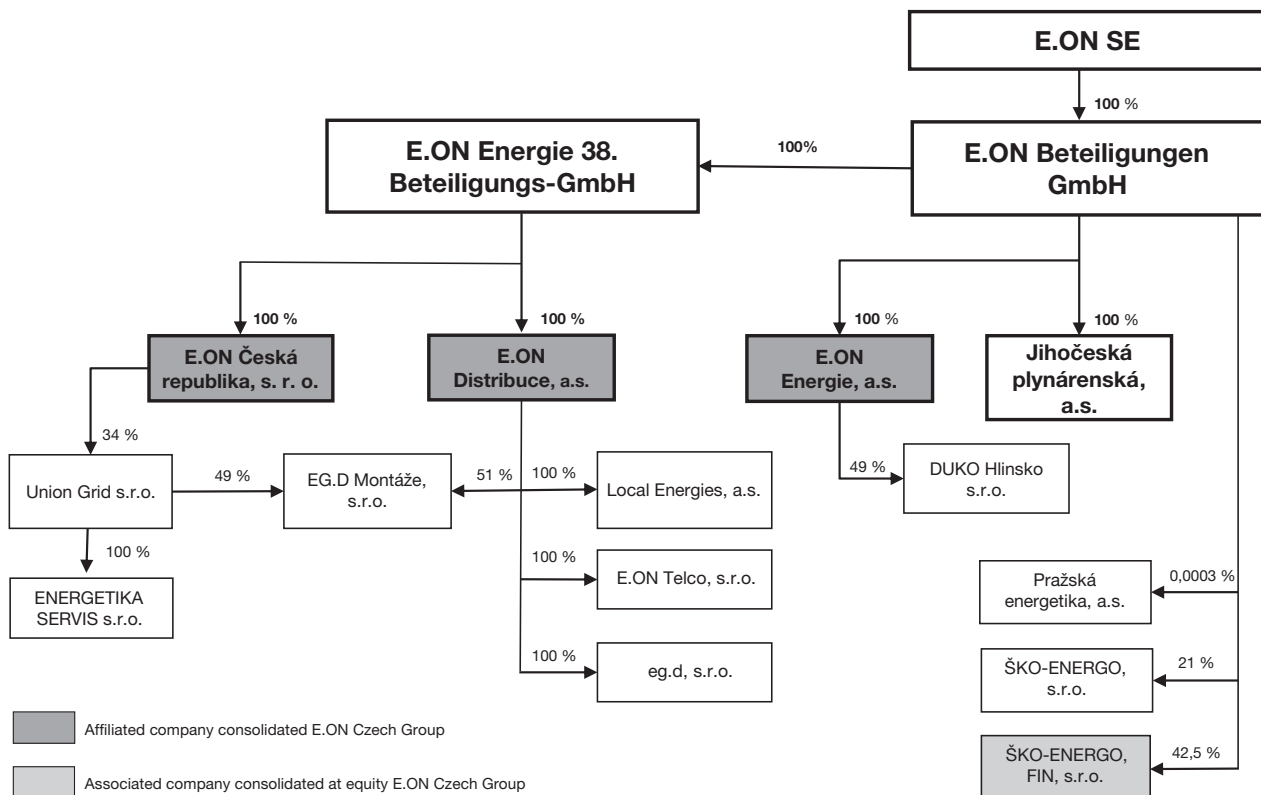 E.ON SE
100 %
E.ON Energie 38.
Beteiligungs-GmbH
100%
E.ON Beteiligungen
GmbH
100 %
100 %
100 %
100 %
E.ON Česká
republika, s. r. o.
E.ON
Distribuce, a.s.
E.ON
Energie, a.s.
Jihočeská
plynárenská,
a.s.
34 %
Union Grid s.r.o.
49 %
EG.D Montáže,
s.r.o.
51 %
100 %
Local Energies, a.s.
49 %
DUKO Hlinsko
s.r.o.
100 %
ENERGETIKA
SERVIS s.r.o.
100 %
E.ON Telco, s.r.o.
Pražská
energetika, a.s.
0,0003 %
100 %
eg.d, s.r.o.
ŠKO-ENERGO,
s.r.o.
21 %
Affiliated company consolidated E.ON Czech Group
ŠKO-ENERGO,
FIN, s.r.o.
42,5 %
Associated company consolidated at equity E.ON Czech Group